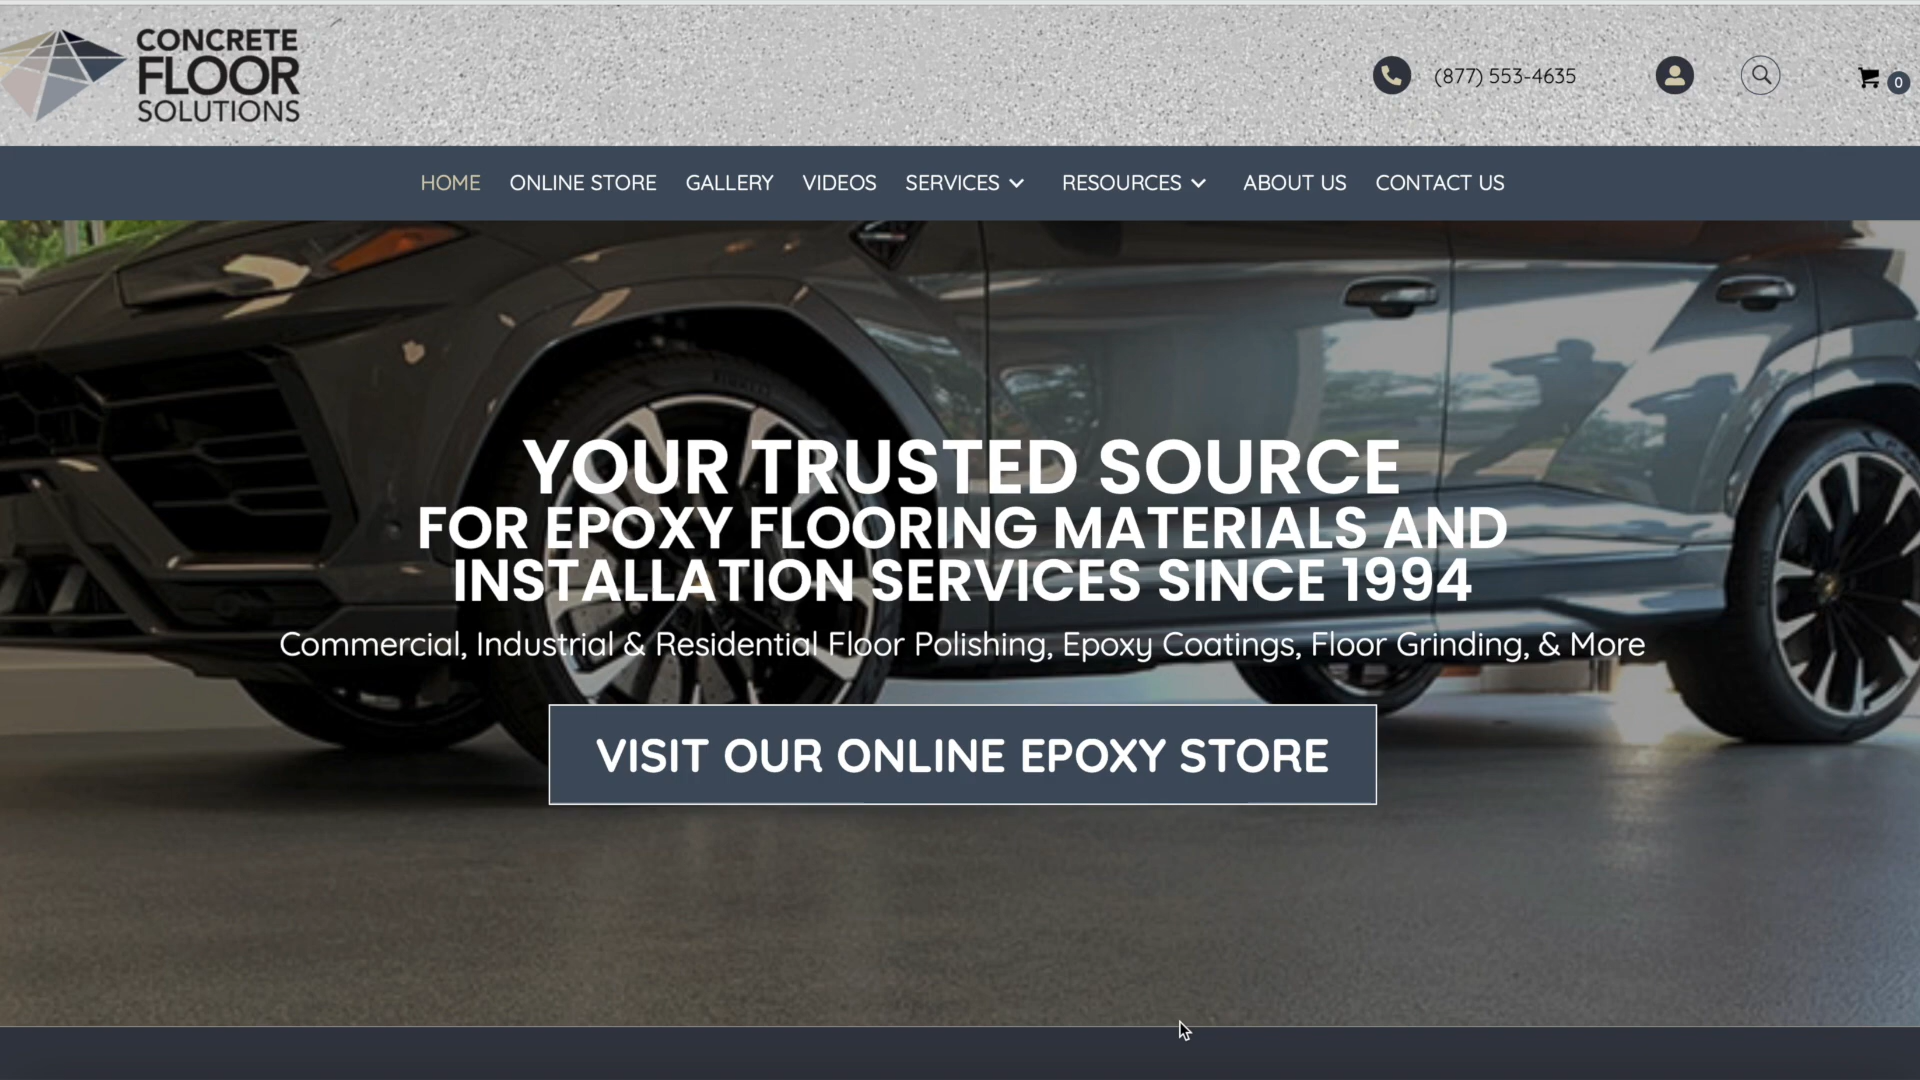 CONCRETE
FLOOR
SOLUTIONS
(877) 553-4635
0
HOME ONLINE STORE GALLERY VIDEOS SERVICES RESOURCES ABOUT US CONTACT US
YOUR TRUSTED SOURCE
FOR EPOXY FLOORING MATERIALS AND
INSTALLATION SERVICES SINCE 1994
Commercial, Industrial & Residential Floor Polishing, Epoxy Coatings, Floor Grinding, & More
VISIT OUR ONLINE EPOXY STORE